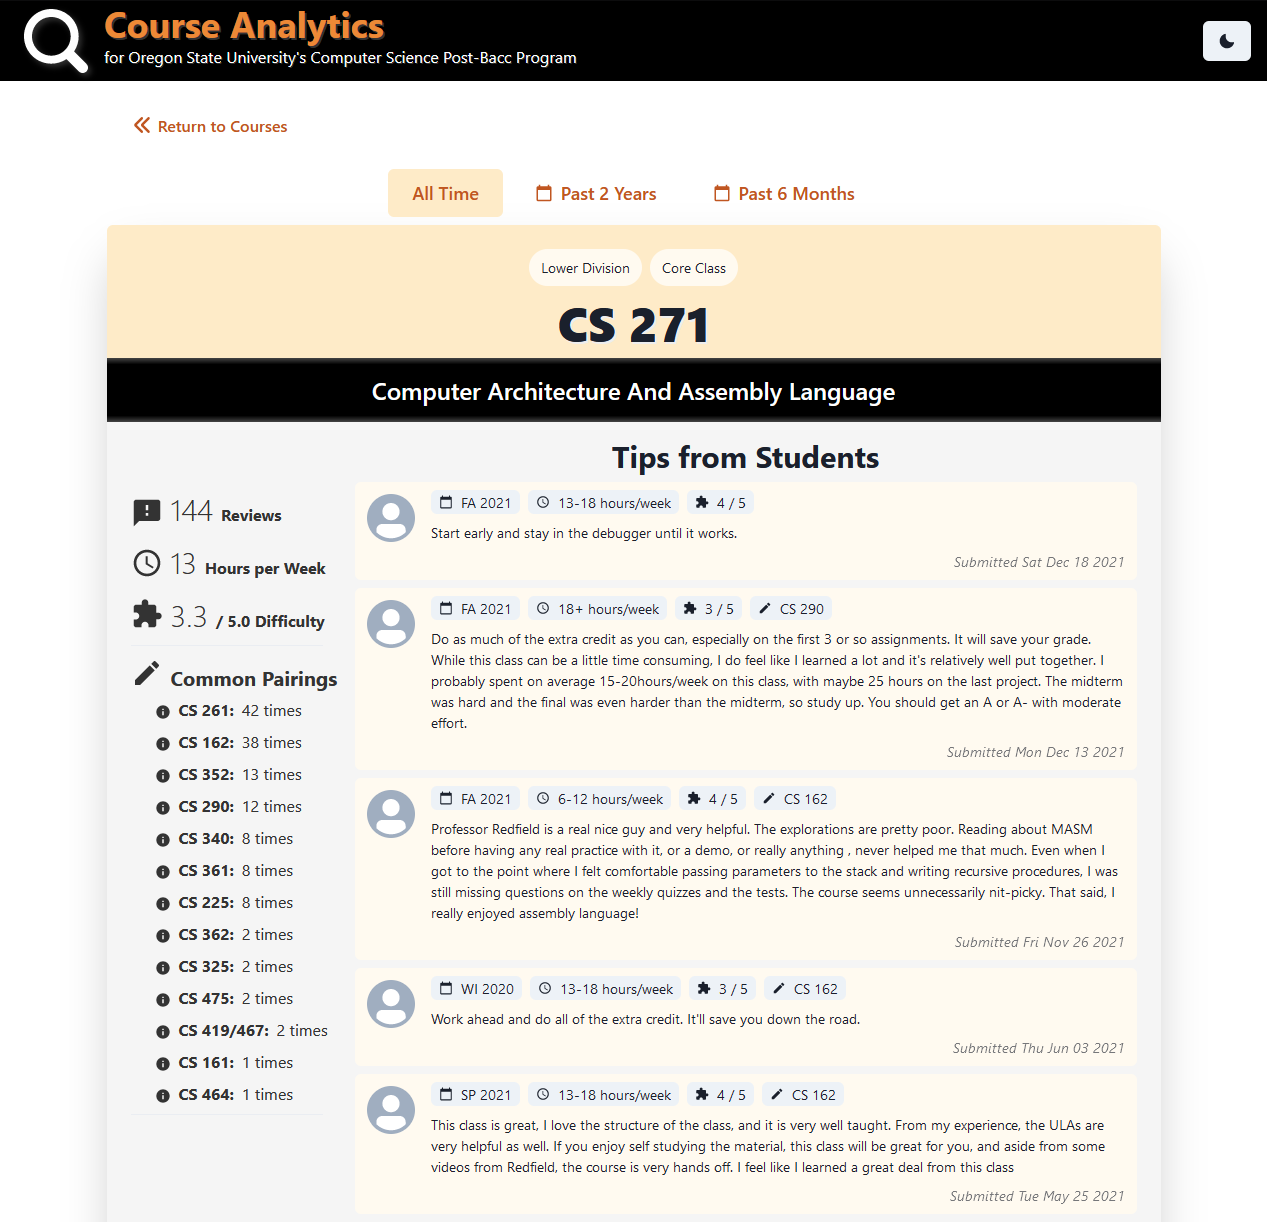 Course Analytics
for Oregon State University's Computer Science Post-Bacc Program
Return to Courses
All Time
Past 2 Years
Past 6 Months
Lower Division
Core Class
CS 271
Computer Architecture And Assembly Language
144 Reviews
13 Hours per Week
3.3 / 5.0 Difficulty
Common Pairings
CS 261: 42 times
CS 162: 38 times
CS 352: 13 times
CS 290: 12 times
CS 340: 8 times
CS 361: 8 times
CS 225: 8 times
CS 362: 2 times
CS 325: 2 times
CS 475: 2 times
CS 419/467: 2 times
CS 161: 1 times
CS 464: 1 times
Tips from Students
FA 2021 13-18 hours/week 4 / 5
Start early and stay in the debugger until it works.
Submitted Sat Dec 18 2021
FA 2021 18+ hours/week 3 / 5 CS 290
Do as much of the extra credit as you can, especially on the first 3 or so assignments. It will save your grade.
While this class can be a little time consuming, I do feel like I learned a lot and it's relatively well put together. I
probably spent on average 15-20hours/week on this class, with maybe 25 hours on the last project. The midterm
was hard and the final was even harder than the midterm, so study up. You should get an A or A- with moderate
effort.
Submitted Mon Dec 13 2021
FA 2021 6-12 hours/week 4 / 5 CS 162
Professor Redfield is a real nice guy and very helpful. The explorations are pretty poor. Reading about MASM
before having any real practice with it, or a demo, or really anything , never helped me that much. Even when I
got to the point where I felt comfortable passing parameters to the stack and writing recursive procedures, I was
still missing questions on the weekly quizzes and the tests. The course seems unnecessarily nit-picky. That said, I
really enjoyed assembly language!
Submitted Fri Nov 26 2021
WI 2020 13-18 hours/week 3 / 5 CS 162
Work ahead and do all of the extra credit. It'll save you down the road.
Submitted Thu Jun 03 2021
SP 2021 13-18 hours/week 4 / 5 CS 162
This class is great, I love the structure of the class, and it is very well taught. From my experience, the ULAs are
very helpful as well. If you enjoy self studying the material, this class will be great for you, and aside from some
videos from Redfield, the course is very hands off. I feel like I learned a great deal from this class
Submitted Tue May 25 2021